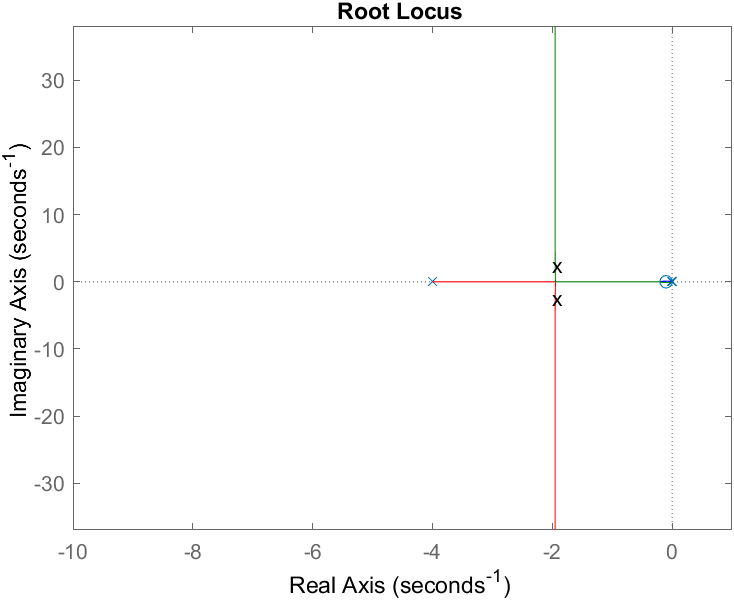 Root Locus
Imaginary Axis (seconds⁻¹)
30
20
10
0
-10
-20
-30
x
x
-10
-8
-6
-4
-2
0
Real Axis (seconds⁻¹)